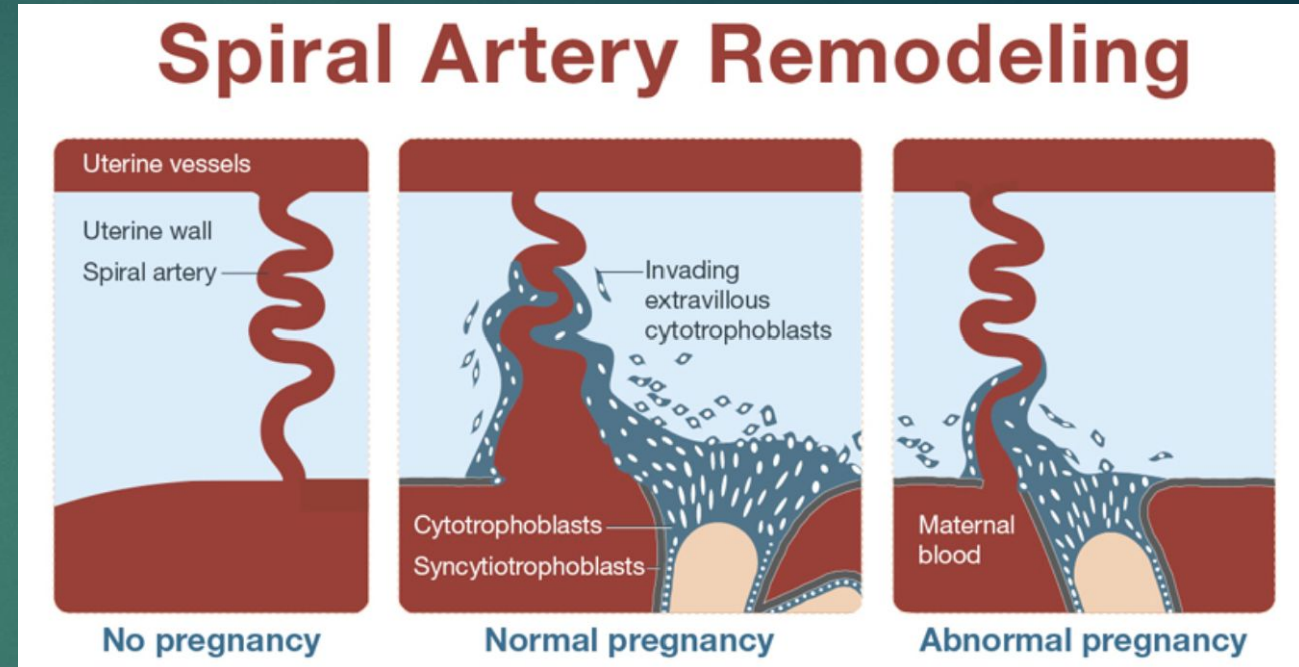 Spiral Artery Remodeling
Uterine vessels
Uterine wall
Spiral artery
Invading
extravillous
cytotrophoblasts
Cytotrophoblasts
Syncytiotrophoblasts
Maternal
blood
No pregnancy
Normal pregnancy
Abnormal pregnancy